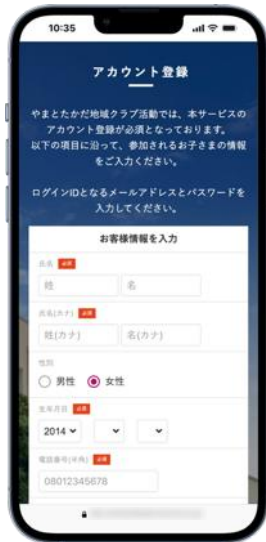 10:35
アカウント登録
やまとたかだ地域クラブ活動では、本サービスの
アカウント登録が必須となっております。
以下の項目に沿って、参加されるお子さまの情報
をご入力ください。
ログインIDとなるメールアドレスとパスワードを
入力してください。
お客様情報を入力
氏名 必須
姓 名
氏名(カナ) 必須
姓(カナ) 名(カナ)
性別
男性 女性
生年月日 必須
2014
電話番号(半角) 必須
08012345678